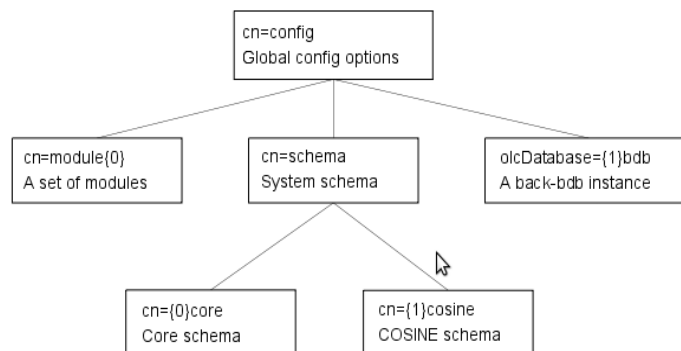 cn=config
Global config options
cn=module{0}
A set of modules
cn=schema
System schema
olcDatabase={1}bdb
A back-bdb instance
cn={0}core
Core schema
cn={1}cosine
COSINE schema